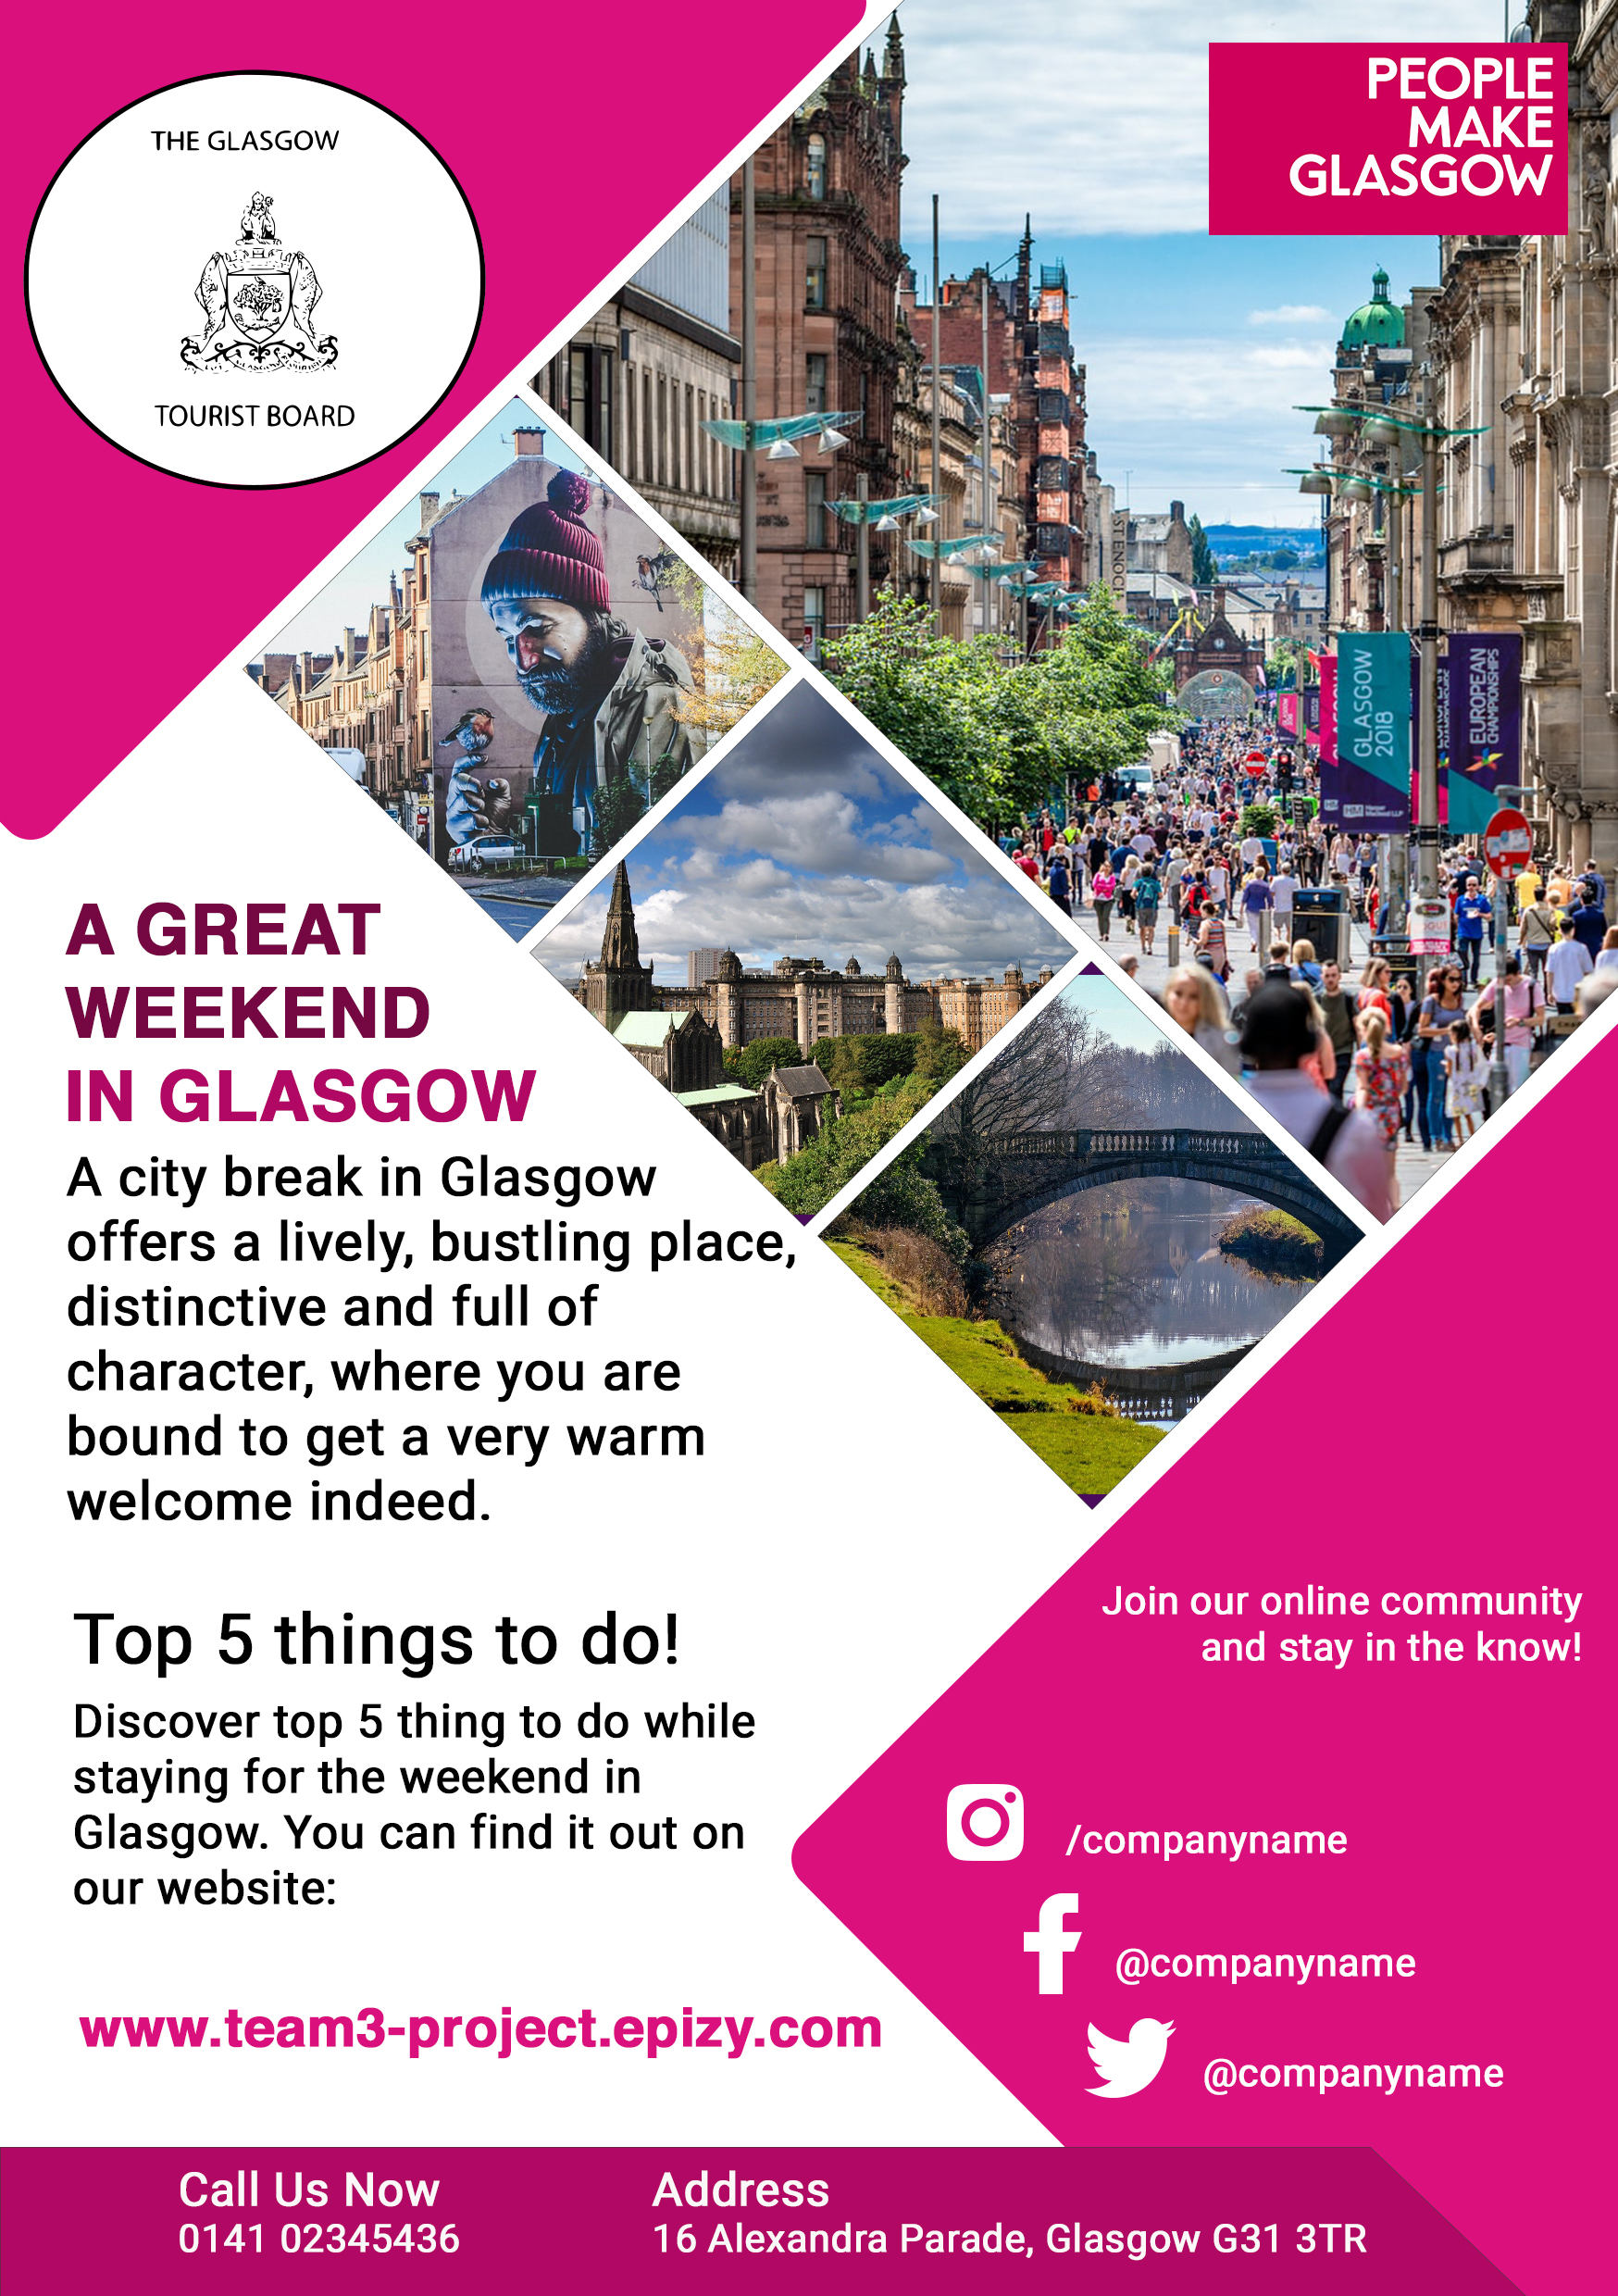 THE GLASGOW
TOURIST BOARD
PEOPLE
MAKE
GLASGOW
ST ENOCH
GLASGOW
2018
EUROPEAN
CHAMPIONSHIPS
A GREAT
WEEKEND
IN GLASGOW
A city break in Glasgow
offers a lively, bustling place,
distinctive and full of
character, where you are
bound to get a very warm
welcome indeed.
Top 5 things to do!
Discover top 5 thing to do while
staying for the weekend in
Glasgow. You can find it out on
our website:
www.team3-project.epizy.com
Join our online community
and stay in the know!
/companyname
@companyname
@companyname
Call Us Now
0141 02345436
Address
16 Alexandra Parade, Glasgow G31 3TR